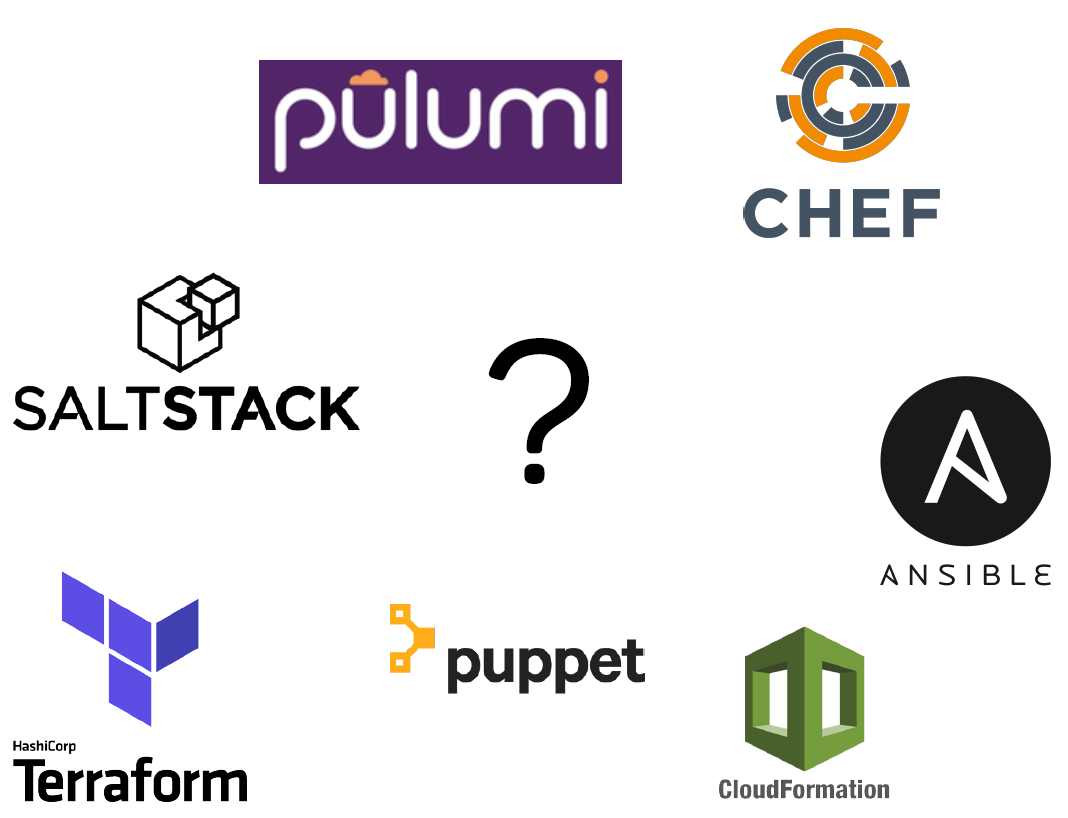 pulumi
CHEF
SALTSTACK
?
ANSIBLE
HashiCorp
Terraform
puppet
CloudFormation